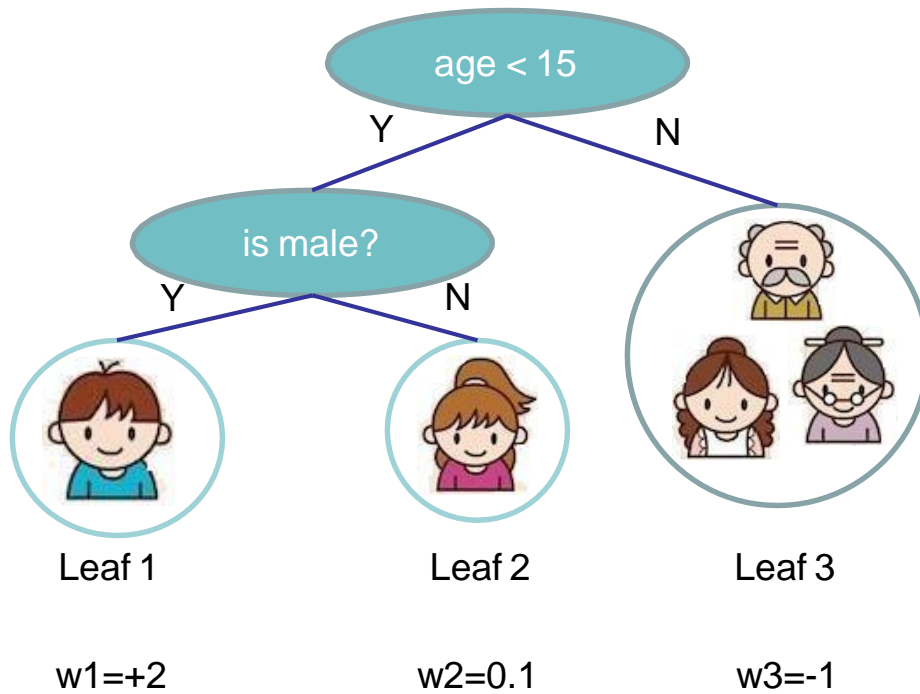 age < 15
Y
N
is male?
Y
N
Leaf 1
Leaf 2
Leaf 3
w1=+2
w2=0.1
w3=-1